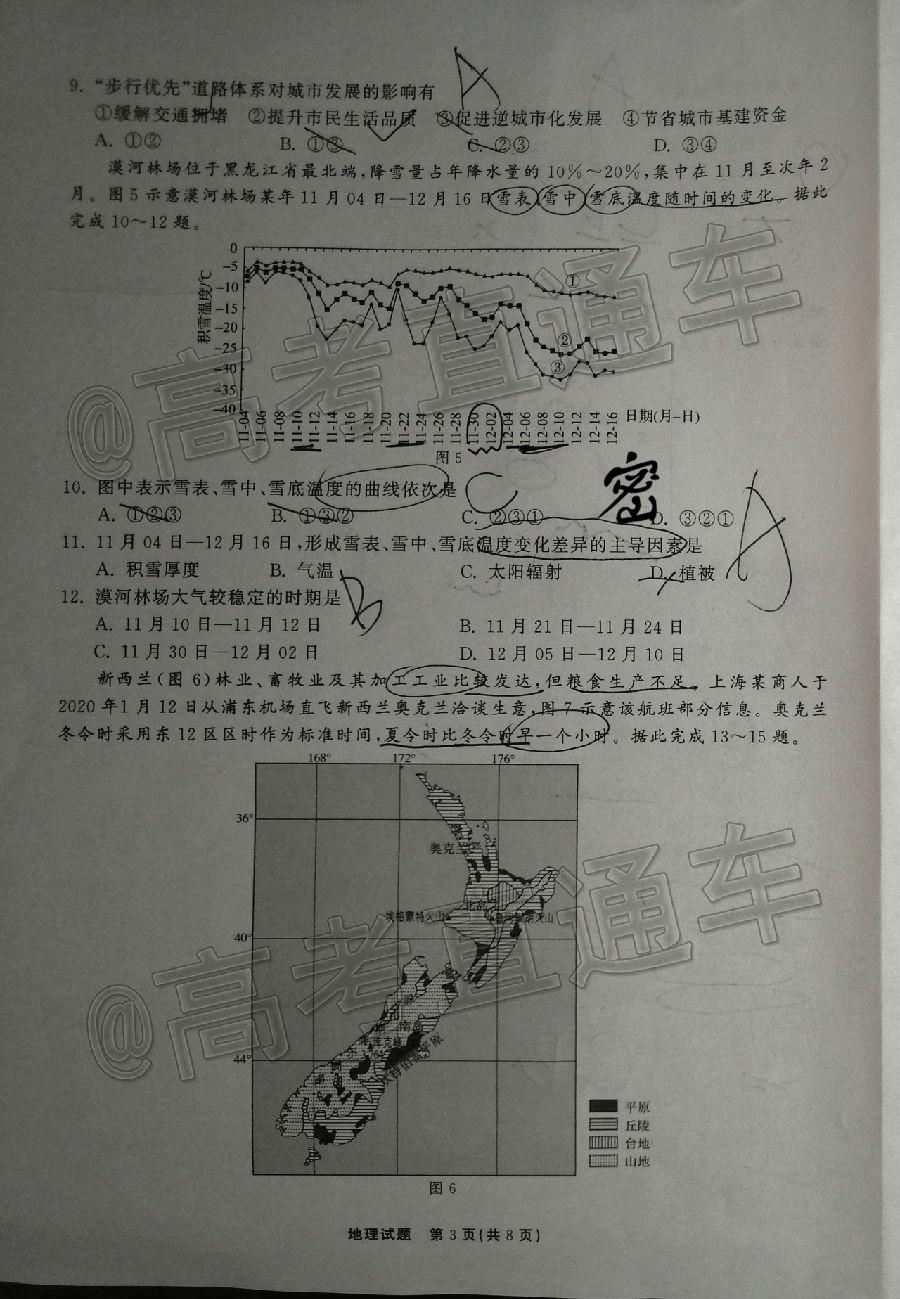 9. “步行优先”道路体系对城市发展的影响有
A
①缓解交通拥堵 ②提升市民生活品质 ③促进逆城市化发展 ④节省城市基建资金
A. ①② B. ①③ C. ②③ D. ③④
漠河林场位于黑龙江省最北端,降雪量占年降水量的10%～20%,集中在11月至次年2
月。图5示意漠河林场某年11月04日—12月16日雪表、雪中、雪底温度随时间的变化。据此
完成10～12题。
积雪温度/℃
0
-5
-10
-15
-20
-25
-30
-35
-40
①
②
③
11-04 11-06 11-08 11-10 11-12 11-14 11-16 11-18 11-20 11-22 11-24 11-26 11-28 11-30 12-02 12-04 12-06 12-08 12-10 12-12 12-14 12-16 日期(月-日)
图5
10. 图中表示雪表、雪中、雪底温度的曲线依次是
C
密
A. ①②③ B. ①③② C. ②③① D. ③②①
11. 11月04日—12月16日,形成雪表、雪中、雪底温度变化差异的主导因素是
A
A. 积雪厚度 B. 气温 C. 太阳辐射 D. 植被
12. 漠河林场大气较稳定的时期是
B
A. 11月10日—11月12日 B. 11月21日—11月24日
C. 11月30日—12月02日 D. 12月05日—12月10日
新西兰(图6)林业、畜牧业及其加工工业比较发达,但粮食生产不足。上海某商人于
2020年1月12日从浦东机场直飞新西兰奥克兰洽谈生意,图7示意该航班部分信息。奥克兰
冬令时采用东12区区时作为标准时间,夏令时比冬令时早一个小时。据此完成13～15题。
168° 172° 176°
36°
40°
44°
奥克兰
北岛
埃格蒙特火山
南岛
库克峰
平原
丘陵
台地
山地
图6
@高考直通车
@高考直通车
地理试题 第3页(共8页)